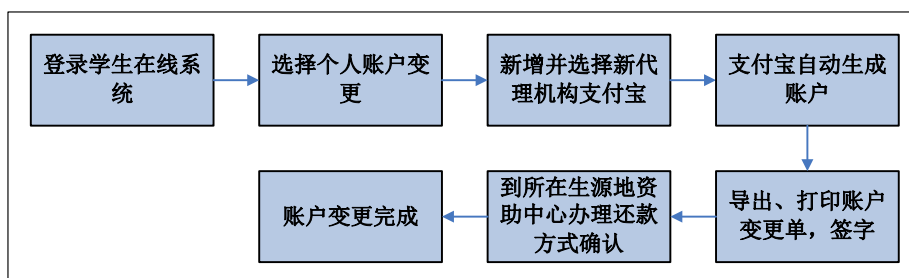 登录学生在线系
统
选择个人账户变
更
新增并选择新代
理机构支付宝
支付宝自动生成
账户
导出、打印账户
变更单，签字
到所在生源地资
助中心办理还款
方式确认
账户变更完成